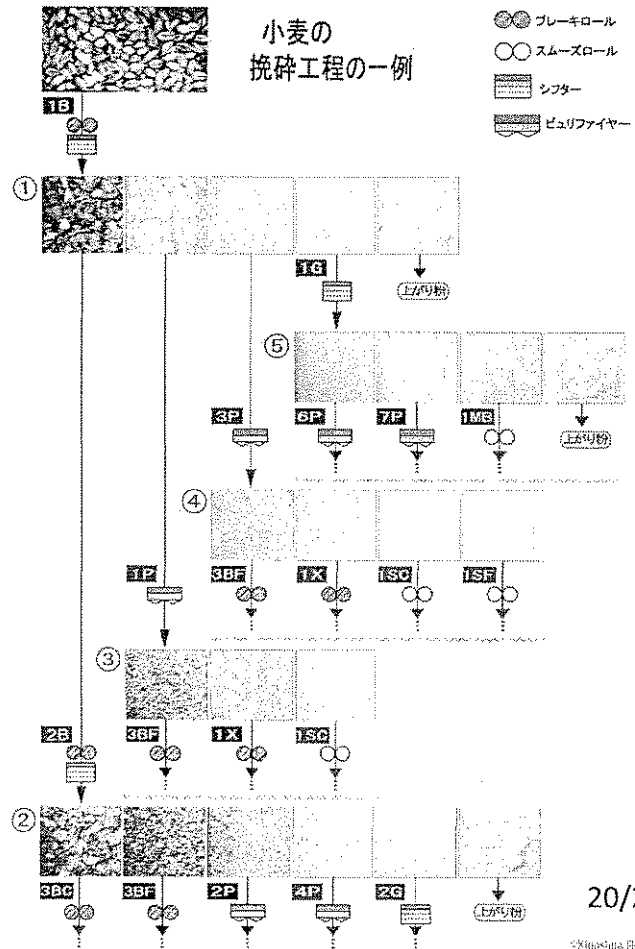 小麦の
挽砕工程の一例
ブレーキロール
スムーズロール
シフター
ピュリファイヤー
1B
①
1G
上がり粉
⑤
3P
6P
7P
1MB
上がり粉
④
1P
3BF
1X
1SC
1SF
③
2B
3BF
1X
1SC
②
3BC
3BF
2P
4P
2G
上がり粉
20/